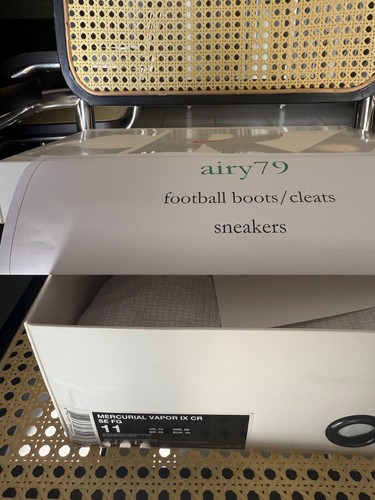 airy79
football boots/cleats
sneakers
MERCURIAL VAPOR IX CR
SE FG
11